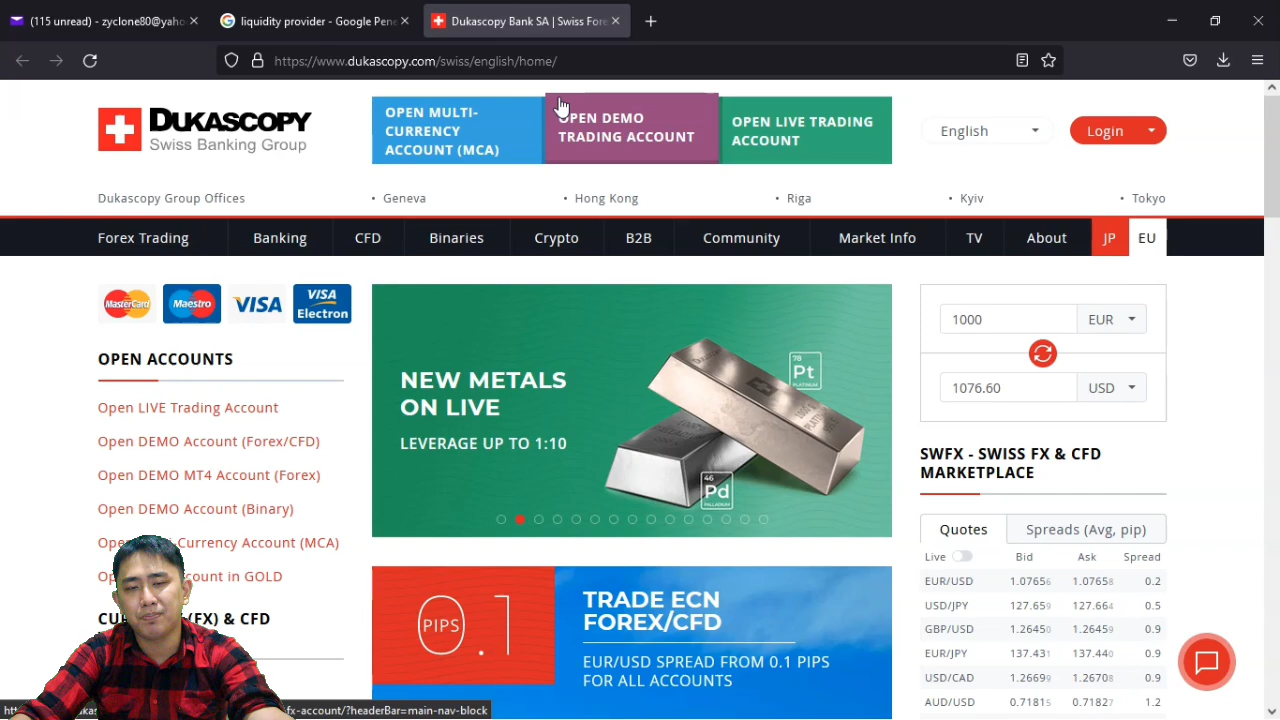 (115 unread) - zyclone80@yaho
liquidity provider - Google Pene
Dukascopy Bank SA | Swiss Fore
https://www.dukascopy.com/swiss/english/home/
DUKASCOPY
Swiss Banking Group
OPEN MULTI-
CURRENCY
ACCOUNT (MCA)
OPEN DEMO
TRADING ACCOUNT
OPEN LIVE TRADING
ACCOUNT
English
Login
Dukascopy Group Offices
• Geneva
• Hong Kong
• Riga
• Kyiv
• Tokyo
Forex Trading
Banking
CFD
Binaries
Crypto
B2B
Community
Market Info
TV
About
JP
EU
MasterCard
Maestro
VISA
VISA
Electron
OPEN ACCOUNTS
Open LIVE Trading Account
Open DEMO Account (Forex/CFD)
Open DEMO MT4 Account (Forex)
Open DEMO Account (Binary)
Currency Account (MCA)
count in GOLD
(FX) & CFD
NEW METALS
ON LIVE
LEVERAGE UP TO 1:10
78
Pt
PLATINUM
46
Pd
PALLADIUM
PIPS
0.1
TRADE ECN
FOREX/CFD
EUR/USD SPREAD FROM 0.1 PIPS
FOR ALL ACCOUNTS
1000
EUR
1076.60
USD
SWFX - SWISS FX & CFD
MARKETPLACE
Quotes
Spreads (Avg, pip)
Live Bid Ask Spread
EUR/USD 1.07656 1.07658 0.2
USD/JPY 127.659 127.664 0.5
GBP/USD 1.26450 1.26459 0.9
EUR/JPY 137.431 137.440 0.9
USD/CAD 1.26699 1.26708 0.9
AUD/USD 0.71815 0.71827 1.2
fx-account/?headerBar=main-nav-block